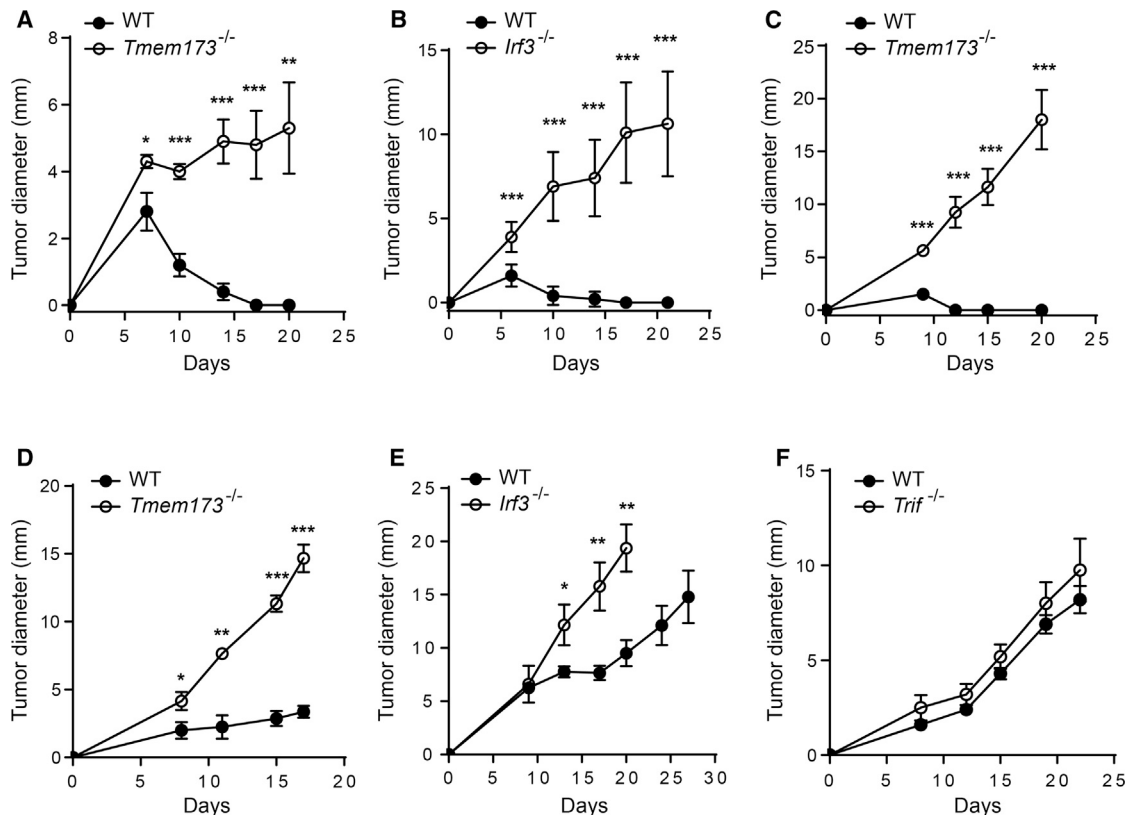 A
WT
Tmem173-/-
Tumor diameter (mm)
8
6
4
2
0
* *** *** *** **
0 5 10 15 20 25
Days
B
WT
Irf3-/-
Tumor diameter (mm)
15
10
5
0
*** *** *** *** ***
0 5 10 15 20 25
Days
C
WT
Tmem173-/-
Tumor diameter (mm)
25
20
15
10
5
0
*** *** *** ***
0 5 10 15 20 25
Days
D
WT
Tmem173-/-
Tumor diameter (mm)
20
15
10
5
0
* ** *** ***
0 5 10 15 20
Days
E
WT
Irf3-/-
Tumor diameter (mm)
25
20
15
10
5
0
* ** **
0 5 10 15 20 25 30
Days
F
WT
Trif -/-
Tumor diameter (mm)
15
10
5
0
0 5 10 15 20 25
Days